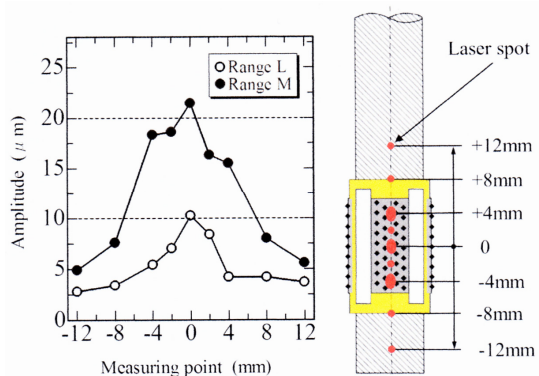 Amplitude (μm)
25
20
15
10
5
0
Range L
Range M
-12 -8 -4 0 4 8 12
Measuring point (mm)
Laser spot
+12mm
+8mm
+4mm
0
-4mm
-8mm
-12mm